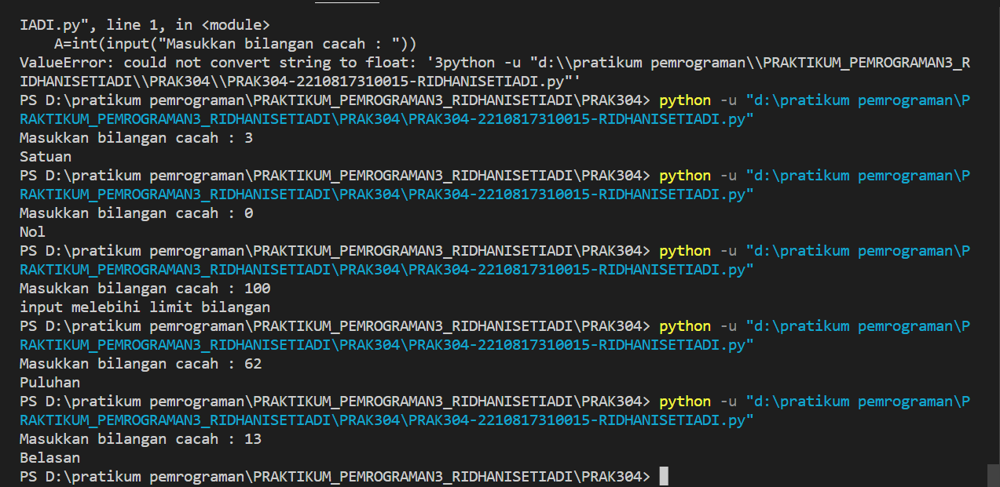 IADI.py", line 1, in <module>
    A=int(input("Masukkan bilangan cacah : "))
ValueError: could not convert string to float: '3python -u "d:\\pratikum pemrograman\\PRAKTIKUM_PEMROGRAMAN3_R
IDHANISETIADI\\PRAK304\\PRAK304-2210817310015-RIDHANISETIADI.py"'
PS D:\pratikum pemrograman\PRAKTIKUM_PEMROGRAMAN3_RIDHANISETIADI\PRAK304> python -u "d:\pratikum pemrograman\P
RAKTIKUM_PEMROGRAMAN3_RIDHANISETIADI\PRAK304\PRAK304-2210817310015-RIDHANISETIADI.py"
Masukkan bilangan cacah : 3
Satuan
PS D:\pratikum pemrograman\PRAKTIKUM_PEMROGRAMAN3_RIDHANISETIADI\PRAK304> python -u "d:\pratikum pemrograman\P
RAKTIKUM_PEMROGRAMAN3_RIDHANISETIADI\PRAK304\PRAK304-2210817310015-RIDHANISETIADI.py"
Masukkan bilangan cacah : 0
Nol
PS D:\pratikum pemrograman\PRAKTIKUM_PEMROGRAMAN3_RIDHANISETIADI\PRAK304> python -u "d:\pratikum pemrograman\P
RAKTIKUM_PEMROGRAMAN3_RIDHANISETIADI\PRAK304\PRAK304-2210817310015-RIDHANISETIADI.py"
Masukkan bilangan cacah : 100
input melebihi limit bilangan
PS D:\pratikum pemrograman\PRAKTIKUM_PEMROGRAMAN3_RIDHANISETIADI\PRAK304> python -u "d:\pratikum pemrograman\P
RAKTIKUM_PEMROGRAMAN3_RIDHANISETIADI\PRAK304\PRAK304-2210817310015-RIDHANISETIADI.py"
Masukkan bilangan cacah : 62
Puluhan
PS D:\pratikum pemrograman\PRAKTIKUM_PEMROGRAMAN3_RIDHANISETIADI\PRAK304> python -u "d:\pratikum pemrograman\P
RAKTIKUM_PEMROGRAMAN3_RIDHANISETIADI\PRAK304\PRAK304-2210817310015-RIDHANISETIADI.py"
Masukkan bilangan cacah : 13
Belasan
PS D:\pratikum pemrograman\PRAKTIKUM_PEMROGRAMAN3_RIDHANISETIADI\PRAK304>